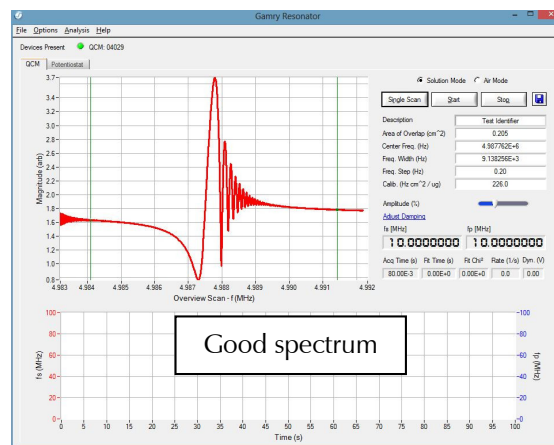 Gamry Resonator
File Options Analysis Help
Devices Present QCM: 04029
QCM Potentiostat
Solution Mode Air Mode
Single Scan Start Stop
Description Test Identifier
Area of Overlap (cm^2) 0.205
Center Freq. (Hz) 4.987762E+6
Freq. Width (Hz) 9.138256E+3
Freq. Step (Hz) 0.20
Calib. (Hz cm^2 / ug) 226.0
Amplitude (%)
Adjust Damping
fs [MHz] fp [MHz]
10.0000000 10.0000000
Acq Time (s) Fit Time (s) Fit Chi² Rate (1/s) Dyn. (V)
80.00E-3 0.00E+0 0.00E+0 0.0 0.00
Magnitude (arb)
3.7
3.5
3.2
3.0
2.8
2.5
2.2
2.0
1.8
1.6
1.4
1.2
1.0
0.8
4.983 4.984 4.985 4.986 4.987 4.988 4.989 4.990 4.991 4.992
Overview Scan - f (MHz)
Good spectrum
fs (MHz)
100
80
60
40
20
0
fp (MHz)
100
80
60
40
20
0
0 5 10 15 20 25 30 35 40 45 50 55 60 65 70 75 80 85 90 95 100
Time (s)